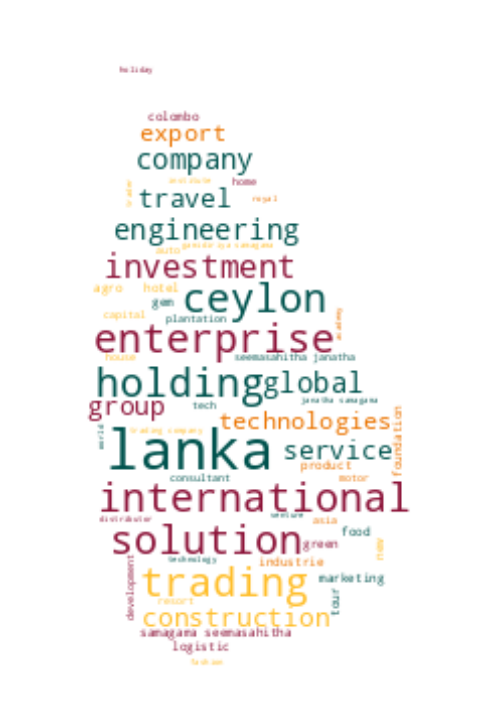 holiday
colombo
export
company
institute
home
trader
travel
royal
engineering
gamidiriya samagama
auto
investment
agro
hotel
gem
ceylon
capital
plantation
academy
enterprise
house
seemasahitha janatha
holding
global
group
tech
janatha samagama
technologies
foundation
world
trading company
lanka
service
product
consultant
motor
international
distributor
venture
asia
solution
food
green
new
technology
industrie
development
trading
marketing
tour
resort
construction
samagama seemasahitha
logistic
fashion